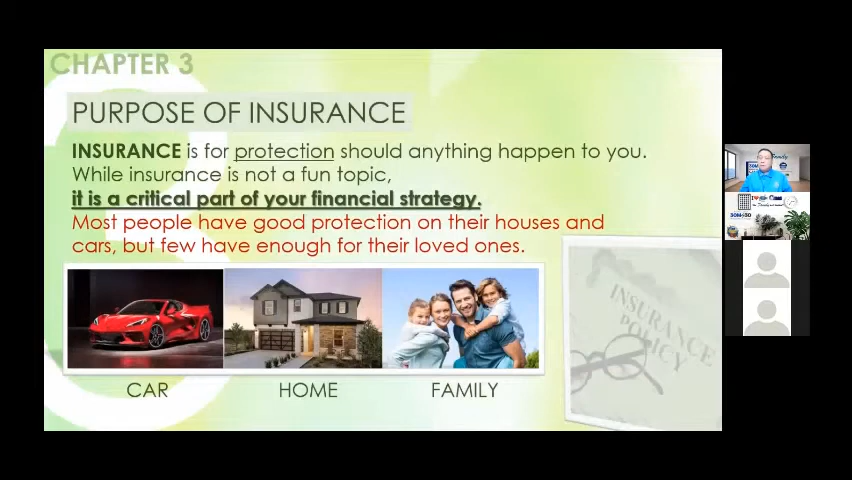 CHAPTER 3
PURPOSE OF INSURANCE
INSURANCE is for protection should anything happen to you.
While insurance is not a fun topic,
it is a critical part of your financial strategy.
Most people have good protection on their houses and
cars, but few have enough for their loved ones.
INSURANCE
POLICY
CAR
HOME
FAMILY